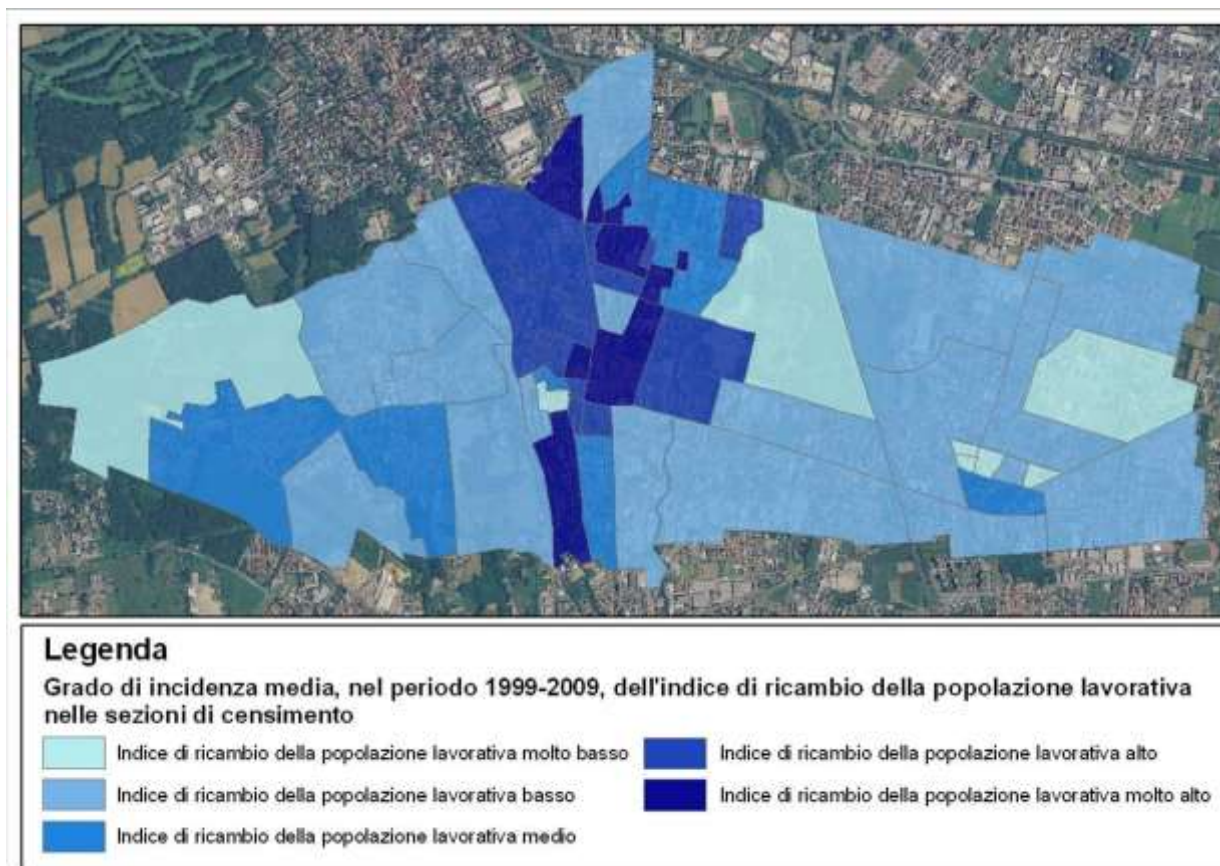 Legenda
Grado di incidenza media, nel periodo 1999-2009, dell'indice di ricambio della popolazione lavorativa
nelle sezioni di censimento
Indice di ricambio della popolazione lavorativa molto basso
Indice di ricambio della popolazione lavorativa basso
Indice di ricambio della popolazione lavorativa medio
Indice di ricambio della popolazione lavorativa alto
Indice di ricambio della popolazione lavorativa molto alto